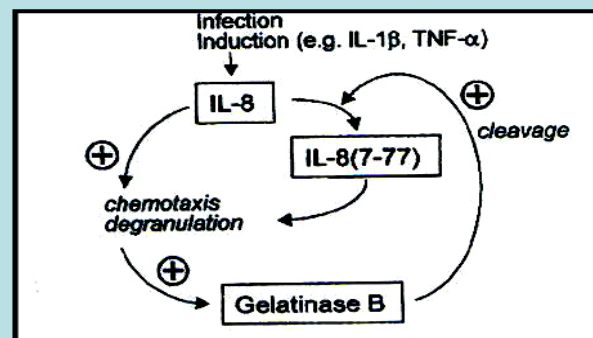 Infection
Induction (e.g. IL-1β, TNF-α)
IL-8
⊕
cleavage
IL-8(7-77)
⊕
chemotaxis
degranulation
⊕
Gelatinase B